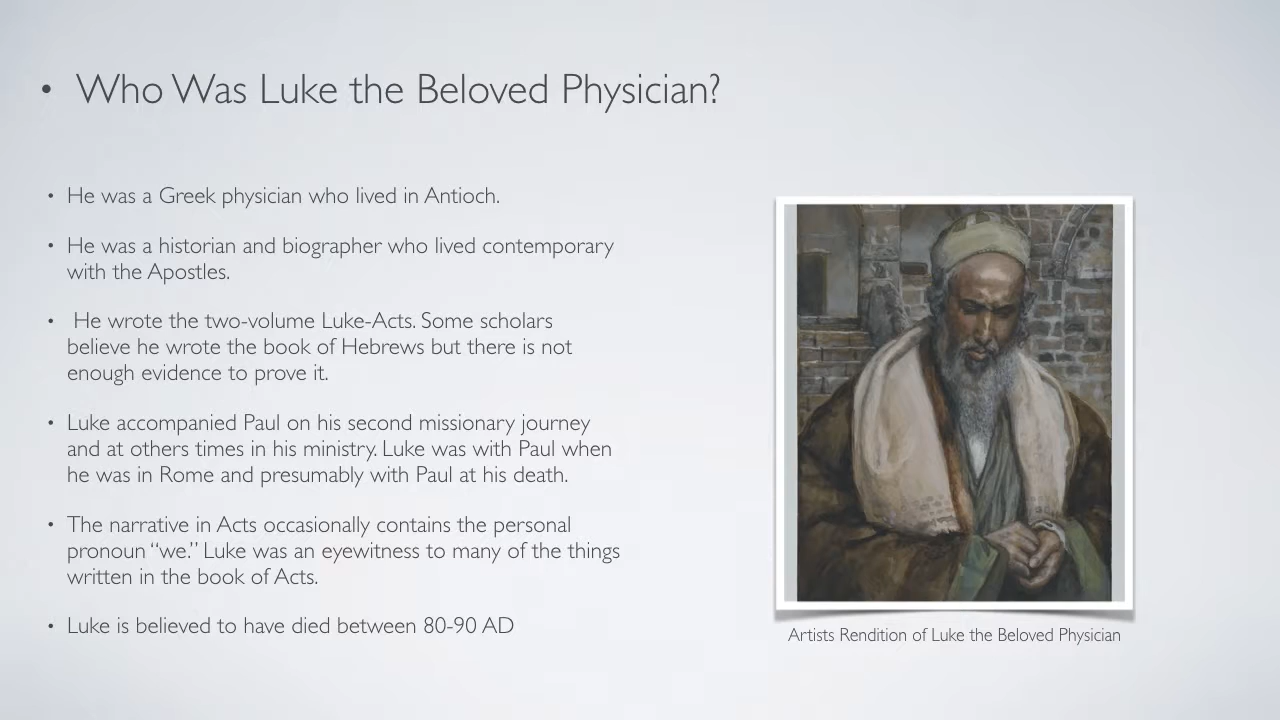 • Who Was Luke the Beloved Physician?
• He was a Greek physician who lived in Antioch.
• He was a historian and biographer who lived contemporary
with the Apostles.
• He wrote the two-volume Luke-Acts. Some scholars
believe he wrote the book of Hebrews but there is not
enough evidence to prove it.
• Luke accompanied Paul on his second missionary journey
and at others times in his ministry. Luke was with Paul when
he was in Rome and presumably with Paul at his death.
• The narrative in Acts occasionally contains the personal
pronoun “we.” Luke was an eyewitness to many of the things
written in the book of Acts.
• Luke is believed to have died between 80-90 AD
Artists Rendition of Luke the Beloved Physician